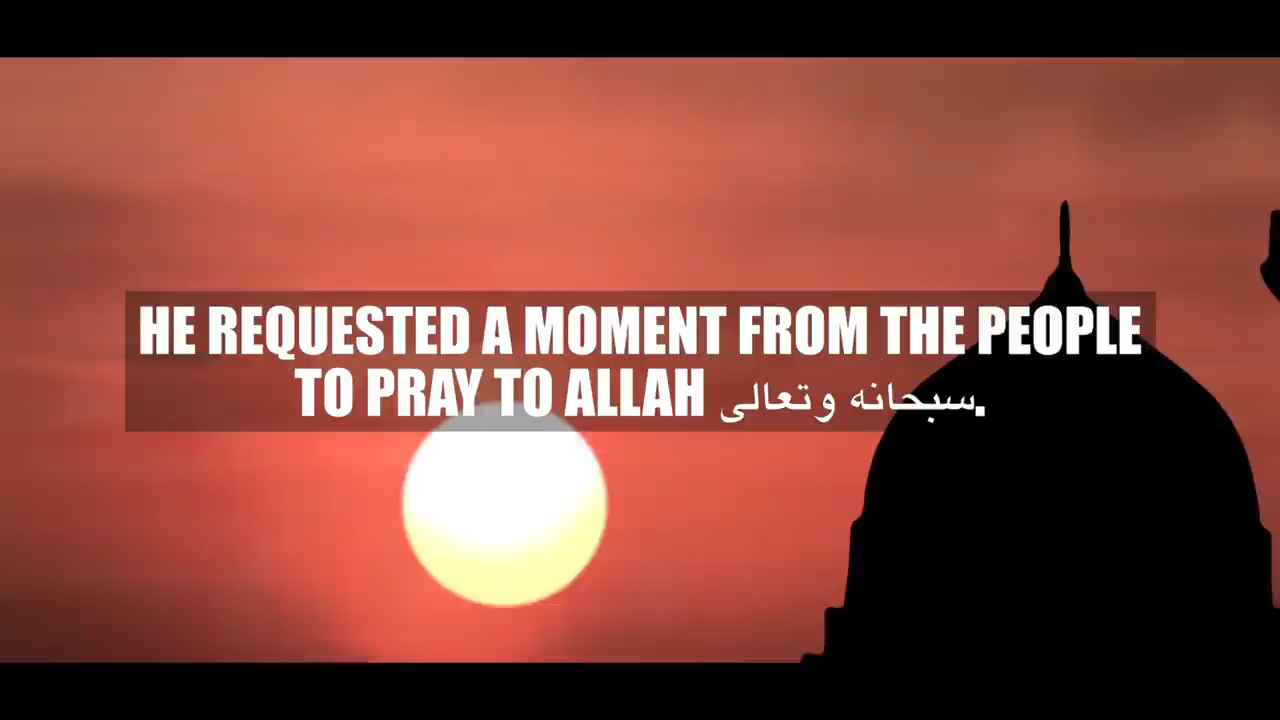 HE REQUESTED A MOMENT FROM THE PEOPLE
TO PRAY TO ALLAH سبحانه وتعالى.